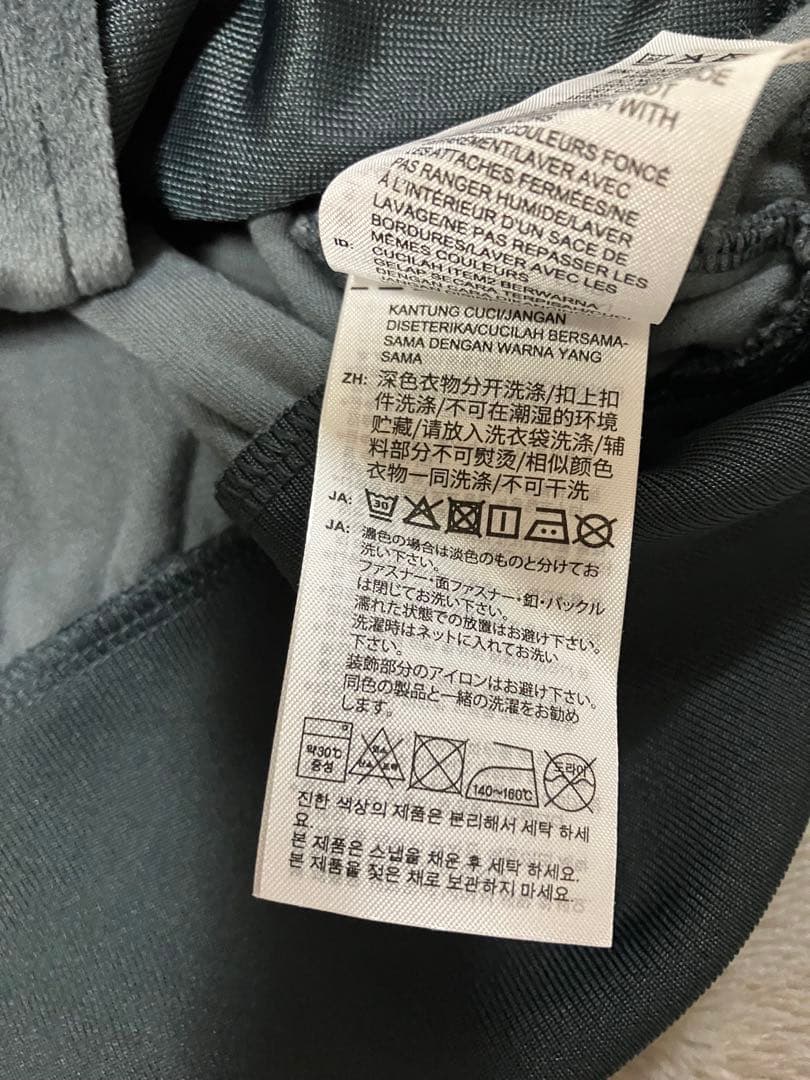 WITH
COULEURS FONCÉ
/LAVER AVEC
ATTACHES FERMÉES/NE
PAS RANGER HUMIDE/LAVER
À L'INTÉRIEUR D'UN SACE DE
LAVAGE/NE PAS REPASSER LES
BORDURES/LAVER AVEC LES
MÊMES COULEURS
ID: CUCILAH ITEM2 BERWARNA
GELAP SECARA
KANTUNG CUCI/JANGAN
DISETERIKA/CUCILAH BERSAMA-
SAMA DENGAN WARNA YANG
SAMA
ZH: 深色衣物分开洗涤/扣上扣
件洗涤/不可在潮湿的环境
贮藏/请放入洗衣袋洗涤/辅
料部分不可熨烫/相似颜色
衣物一同洗涤/不可干洗
JA: 30
JA: 濃色の場合は淡色のものと分けてお
洗い下さい。
ファスナー・面ファスナー・釦・バックル
は閉じてお洗い下さい。
濡れた状態での放置はお避け下さい。
洗濯時はネットに入れてお洗い
下さい。
装飾部分のアイロンはお避け下さい。
同色の製品と一緒の洗濯をお勧め
します。
약30℃
중성
140~160℃
드라이
진한 색상의 제품은 분리해서 세탁 하세
요.
본 제품은 스냅을 채운 후 세탁 하세요.
본 제품을 젖은 채로 보관하지 마세요.